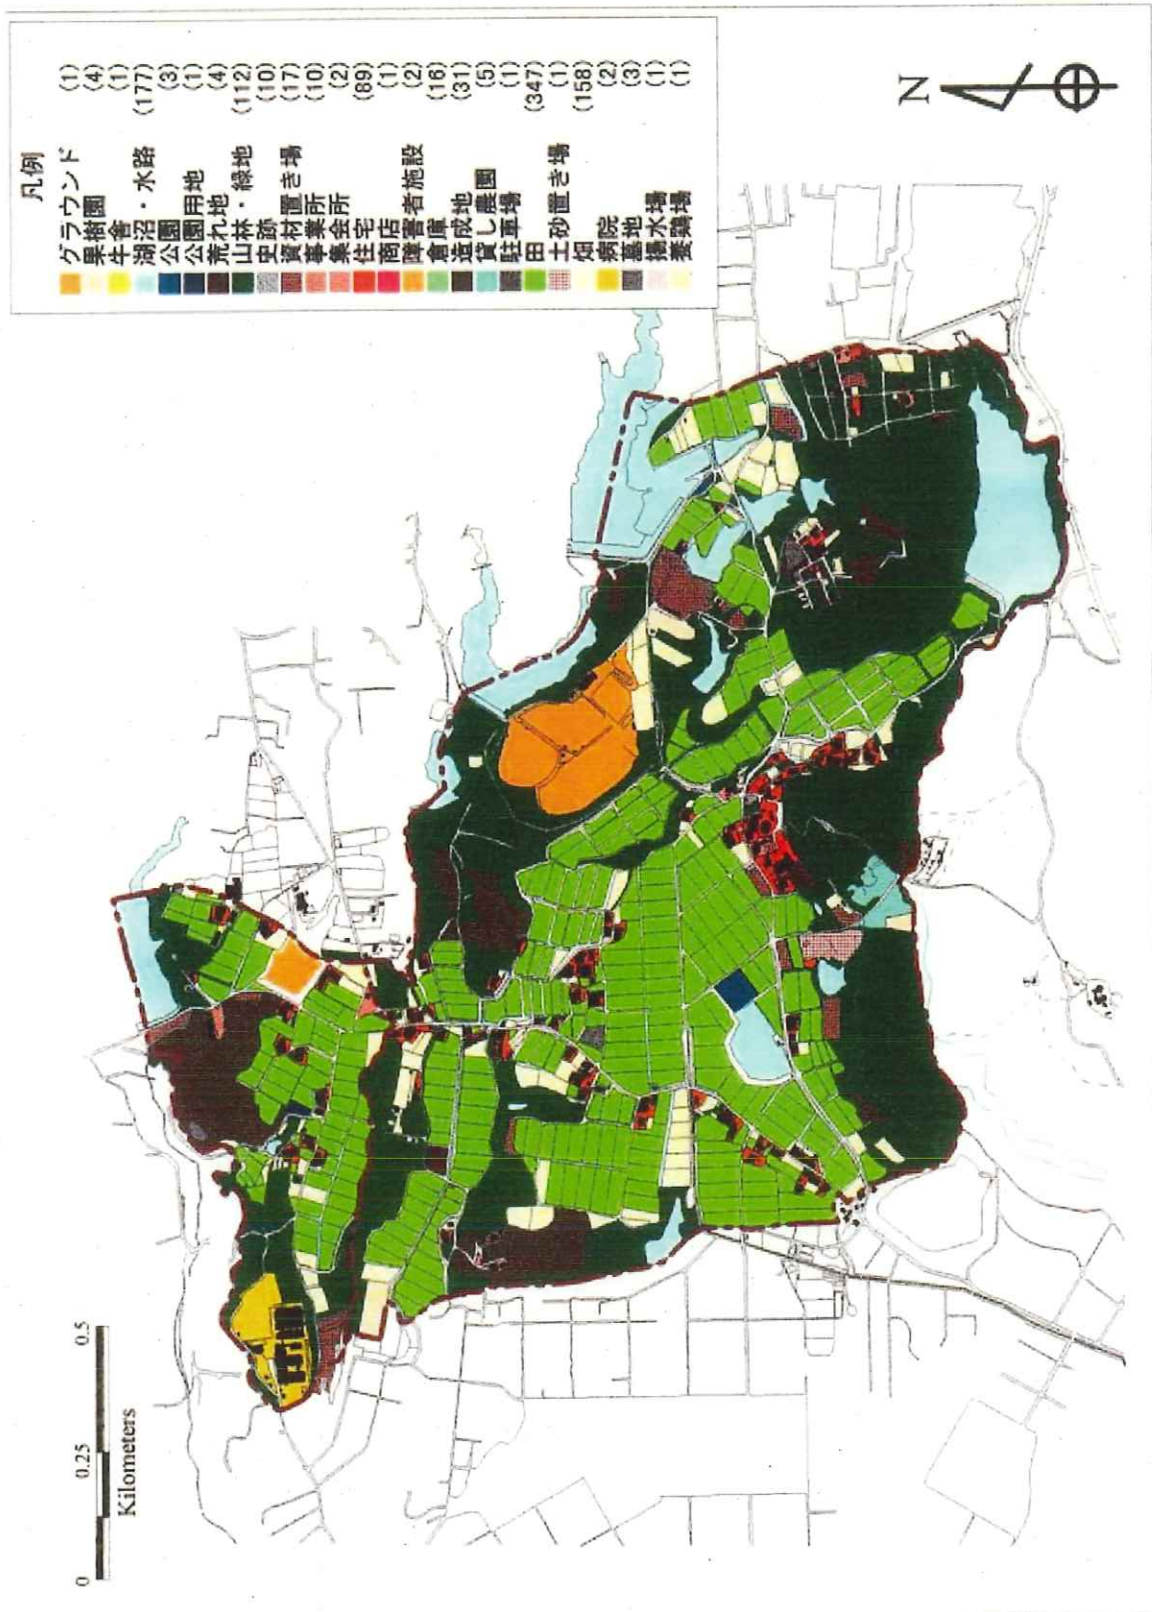 凡例
グラウンド (1)
果樹園 (4)
牛舎 (1)
湖沼・水路 (177)
公園 (3)
公園用地 (1)
荒れ地 (4)
山林・緑地 (112)
史跡 (10)
資材置き場 (17)
事業所 (10)
集会所 (2)
住宅 (89)
商店 (1)
障害者施設 (2)
倉庫 (16)
造成地 (31)
貸し農園 (5)
駐車場 (1)
田 (347)
土砂置き場 (1)
畑 (158)
病院 (2)
墓地 (3)
揚水場 (1)
養鶏場 (1)
N
0 0.25 0.5
Kilometers